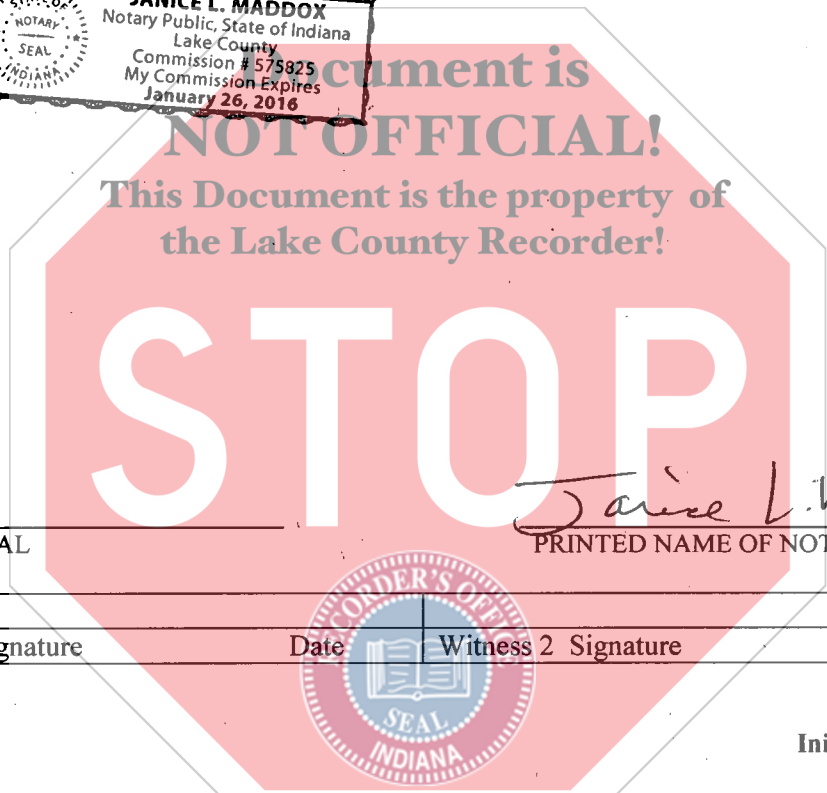 JANICE L. MADDOX
NOTARY
SEAL
INDIANA
Notary Public, State of Indiana
Lake County
Commission # 575825
My Commission Expires
January 26, 2016
Document is
NOT OFFICIAL!
This Document is the property of
the Lake County Recorder!
STOP
Janice L.
AL
PRINTED NAME OF NOT
gnature
Date
Witness 2 Signature
RECORDER'S OFFICE
SEAL
INDIANA
Ini